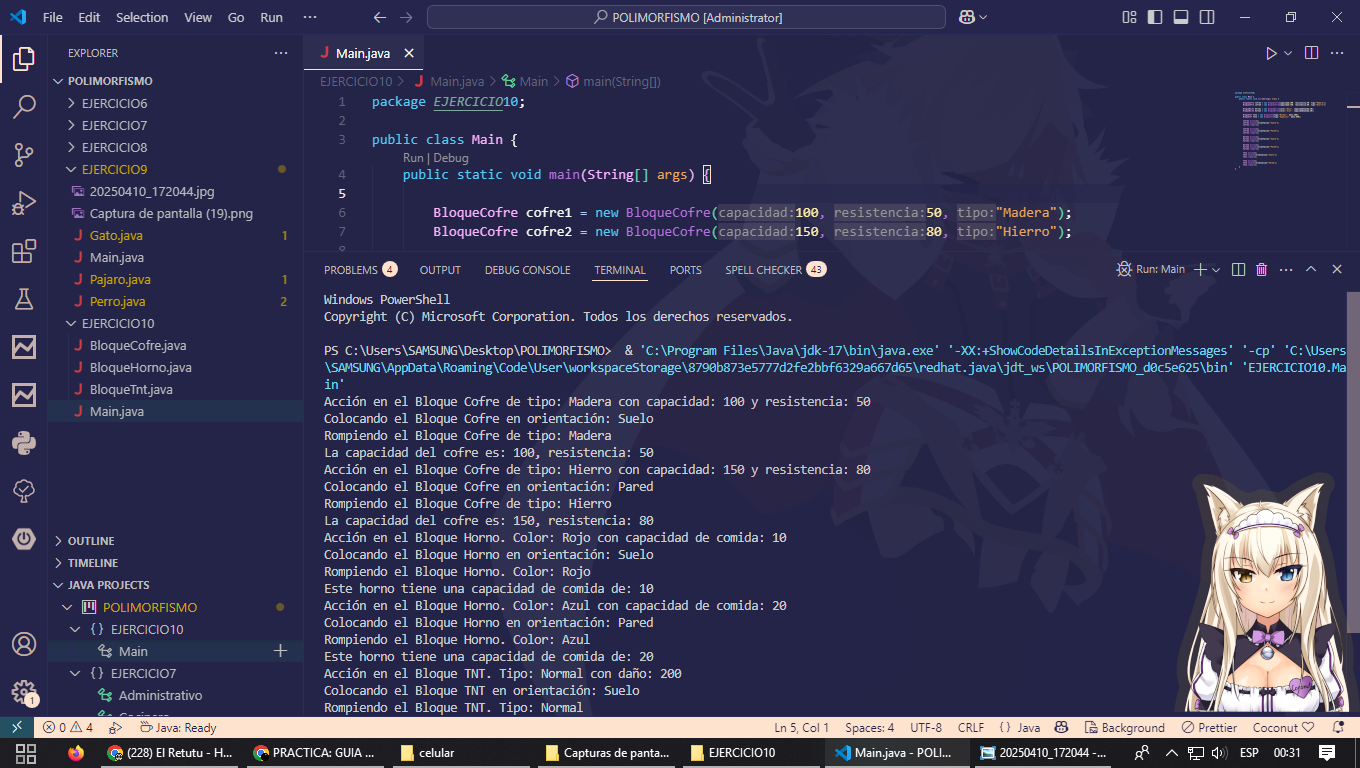 File Edit Selection View Go Run ··· POLIMORFISMO [Administrator]
EXPLORER
POLIMORFISMO
EJERCICIO6
EJERCICIO7
EJERCICIO8
EJERCICIO9
20250410_172044.jpg
Captura de pantalla (19).png
Gato.java 1
Main.java
Pajaro.java 1
Perro.java 2
EJERCICIO10
BloqueCofre.java
BloqueHorno.java
BloqueTnt.java
Main.java
OUTLINE
TIMELINE
JAVA PROJECTS
POLIMORFISMO
EJERCICIO10
Main
EJERCICIO7
Administrativo
1
Main.java
EJERCICIO10 > Main.java > Main > main(String[])
1 package EJERCICIO10;
2
3 public class Main {
Run | Debug
4 public static void main(String[] args) {
5
6 BloqueCofre cofre1 = new BloqueCofre(capacidad:100, resistencia:50, tipo:"Madera");
7 BloqueCofre cofre2 = new BloqueCofre(capacidad:150, resistencia:80, tipo:"Hierro");
PROBLEMS 4 OUTPUT DEBUG CONSOLE TERMINAL PORTS SPELL CHECKER 43 Run: Main
Windows PowerShell
Copyright (C) Microsoft Corporation. Todos los derechos reservados.
PS C:\Users\SAMSUNG\Desktop\POLIMORFISMO>  & 'C:\Program Files\Java\jdk-17\bin\java.exe' '-XX:+ShowCodeDetailsInExceptionMessages' '-cp' 'C:\Users
\SAMSUNG\AppData\Roaming\Code\User\workspaceStorage\8790b873e5777d2fe2bbf6329a667d65\redhat.java\jdt_ws\POLIMORFISMO_d0c5e625\bin' 'EJERCICIO10.Ma
in'
Acción en el Bloque Cofre de tipo: Madera con capacidad: 100 y resistencia: 50
Colocando el Bloque Cofre en orientación: Suelo
Rompiendo el Bloque Cofre de tipo: Madera
La capacidad del cofre es: 100, resistencia: 50
Acción en el Bloque Cofre de tipo: Hierro con capacidad: 150 y resistencia: 80
Colocando el Bloque Cofre en orientación: Pared
Rompiendo el Bloque Cofre de tipo: Hierro
La capacidad del cofre es: 150, resistencia: 80
Acción en el Bloque Horno. Color: Rojo con capacidad de comida: 10
Colocando el Bloque Horno en orientación: Suelo
Rompiendo el Bloque Horno. Color: Rojo
Este horno tiene una capacidad de comida de: 10
Acción en el Bloque Horno. Color: Azul con capacidad de comida: 20
Colocando el Bloque Horno en orientación: Pared
Rompiendo el Bloque Horno. Color: Azul
Este horno tiene una capacidad de comida de: 20
Acción en el Bloque TNT. Tipo: Normal con daño: 200
Colocando el Bloque TNT en orientación: Suelo
Rompiendo el Bloque TNT. Tipo: Normal
0 4 Java: Ready Ln 5, Col 1 Spaces: 4 UTF-8 CRLF {} Java Background Prettier Coconut
(228) El Retutu - H... PRACTICA: GUIA ... celular Capturas de panta... EJERCICIO10 Main.java - POLI... 20250410_172044 -... ESP 00:31